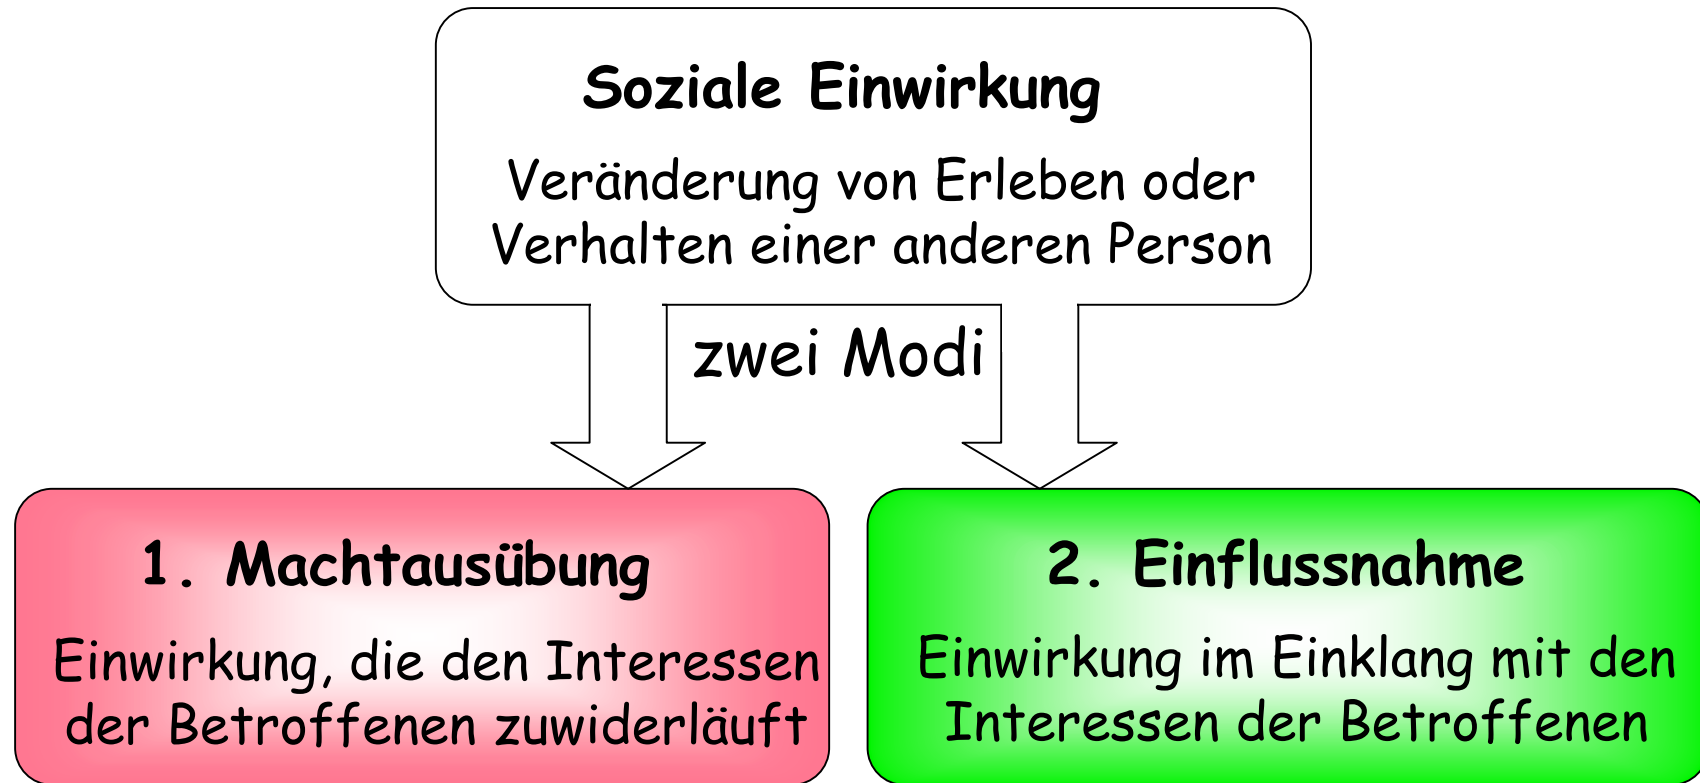 Soziale Einwirkung
Veränderung von Erleben oder
Verhalten einer anderen Person
zwei Modi
1. Machtausübung
Einwirkung, die den Interessen
der Betroffenen zuwiderläuft
2. Einflussnahme
Einwirkung im Einklang mit den
Interessen der Betroffenen